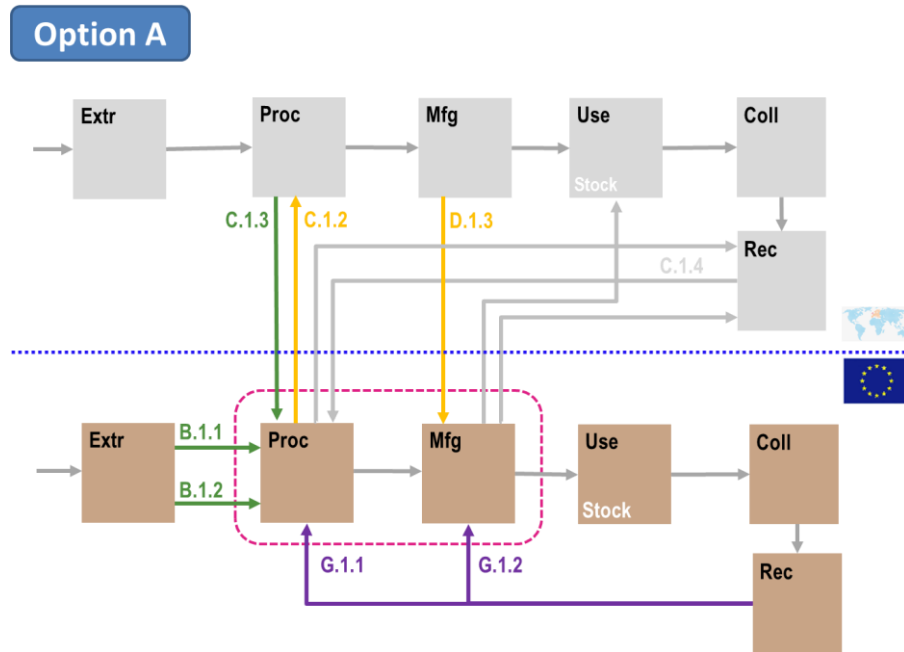 Option A
Extr
Proc
Mfg
Use
Stock
Coll
C.1.3
C.1.2
D.1.3
Rec
C.1.4
Extr
B.1.1
B.1.2
Proc
Mfg
Use
Stock
Coll
G.1.1
G.1.2
Rec